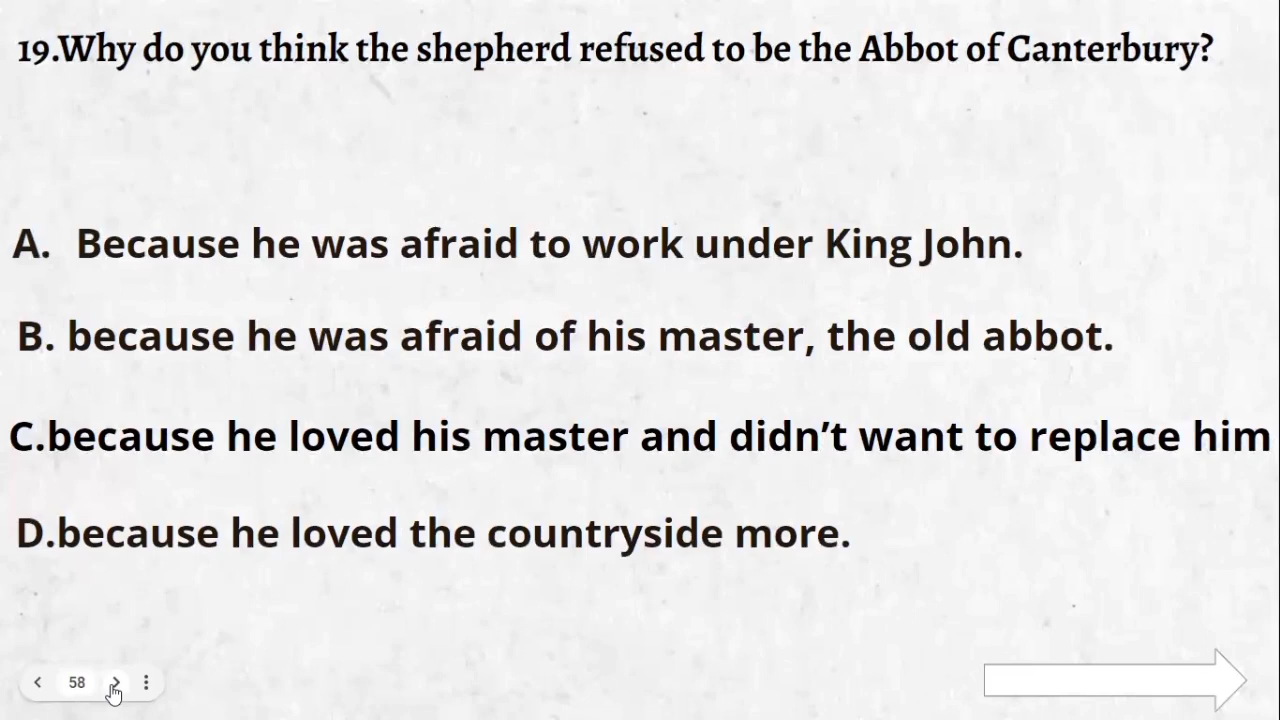 19.Why do you think the shepherd refused to be the Abbot of Canterbury?
A. Because he was afraid to work under King John.
B. because he was afraid of his master, the old abbot.
C.because he loved his master and didn’t want to replace him
D.because he loved the countryside more.
58